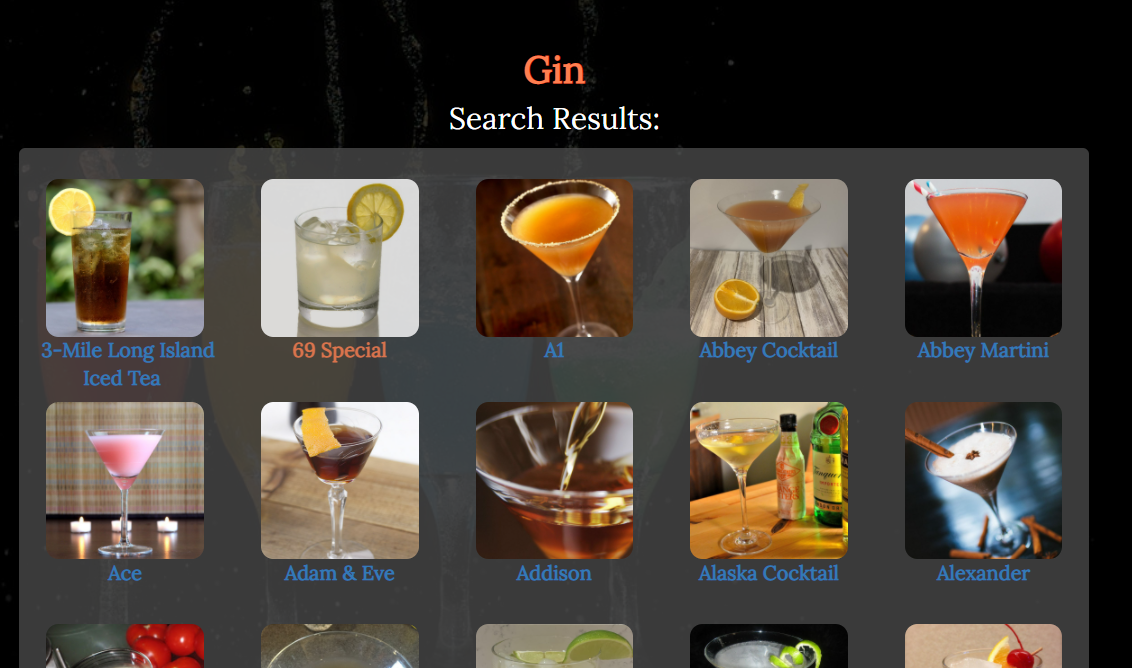 Gin
Search Results:
3-Mile Long Island
Iced Tea
69 Special
A1
Abbey Cocktail
Abbey Martini
Ace
Adam & Eve
Addison
Alaska Cocktail
Alexander